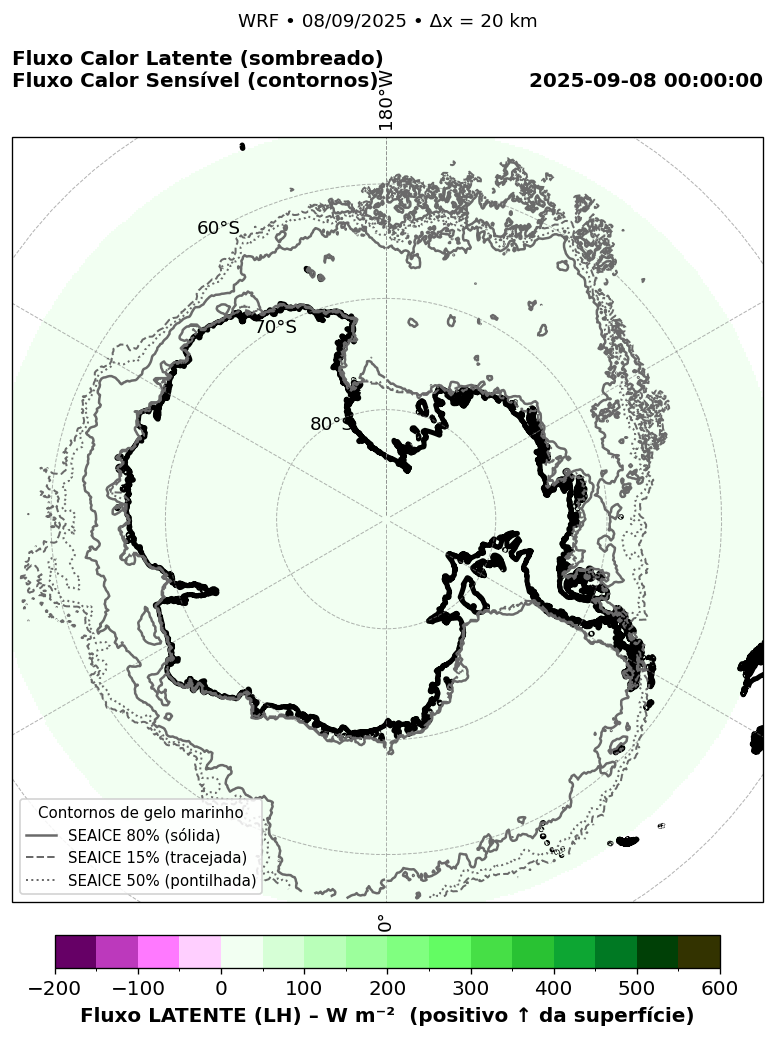 WRF • 08/09/2025 • Δx = 20 km
Fluxo Calor Latente (sombreado)
Fluxo Calor Sensível (contornos)
2025-09-08 00:00:00
180°W
60°S
70°S
80°S
Contornos de gelo marinho
SEAICE 80% (sólida)
SEAICE 15% (tracejada)
SEAICE 50% (pontilhada)
0°
−200 −100 0 100 200 300 400 500 600
Fluxo LATENTE (LH) – W m⁻² (positivo ↑ da superfície)